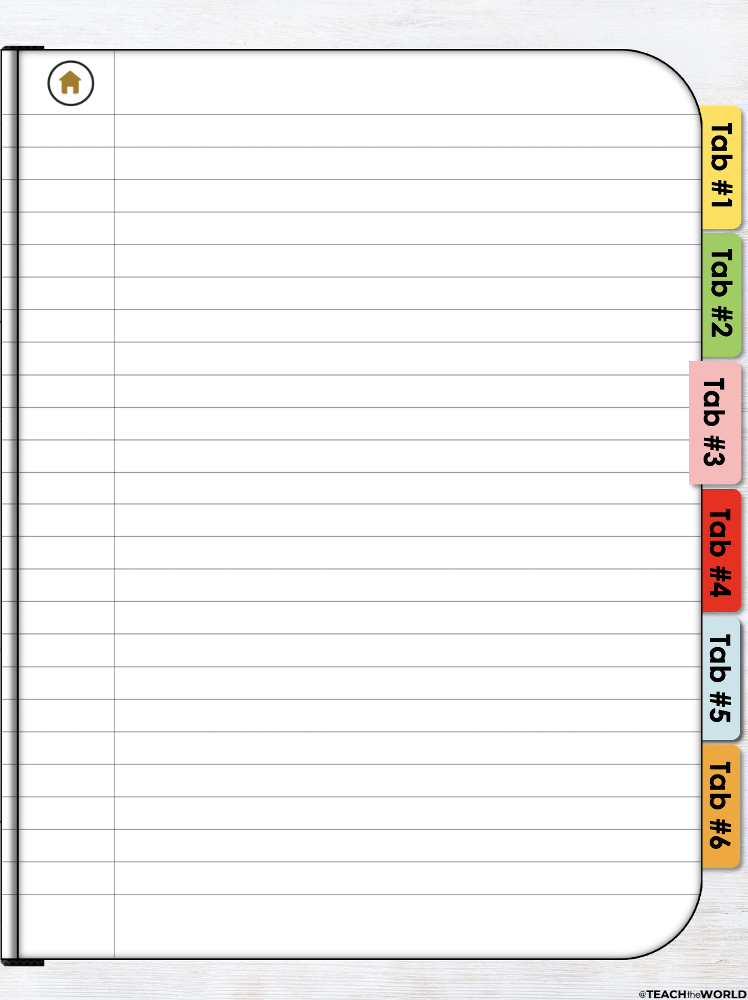 Tab #1
Tab #2
Tab #3
Tab #4
Tab #5
Tab #6
@TEACHtheWORLD